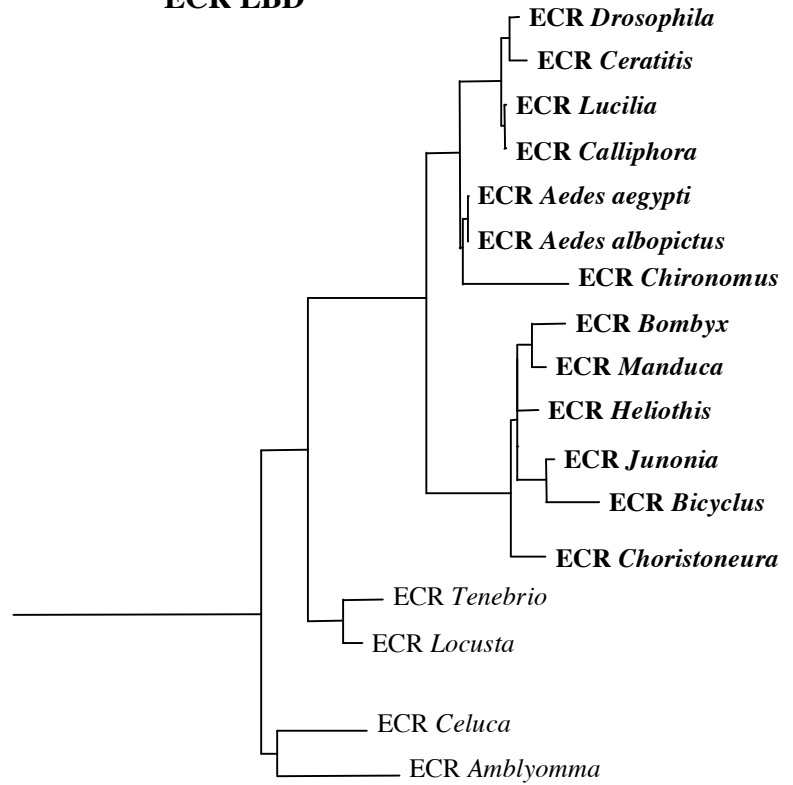 ECR LBD
ECR Drosophila
ECR Ceratitis
ECR Lucilia
ECR Calliphora
ECR Aedes aegypti
ECR Aedes albopictus
ECR Chironomus
ECR Bombyx
ECR Manduca
ECR Heliothis
ECR Junonia
ECR Bicyclus
ECR Choristoneura
ECR Tenebrio
ECR Locusta
ECR Celuca
ECR Amblyomma